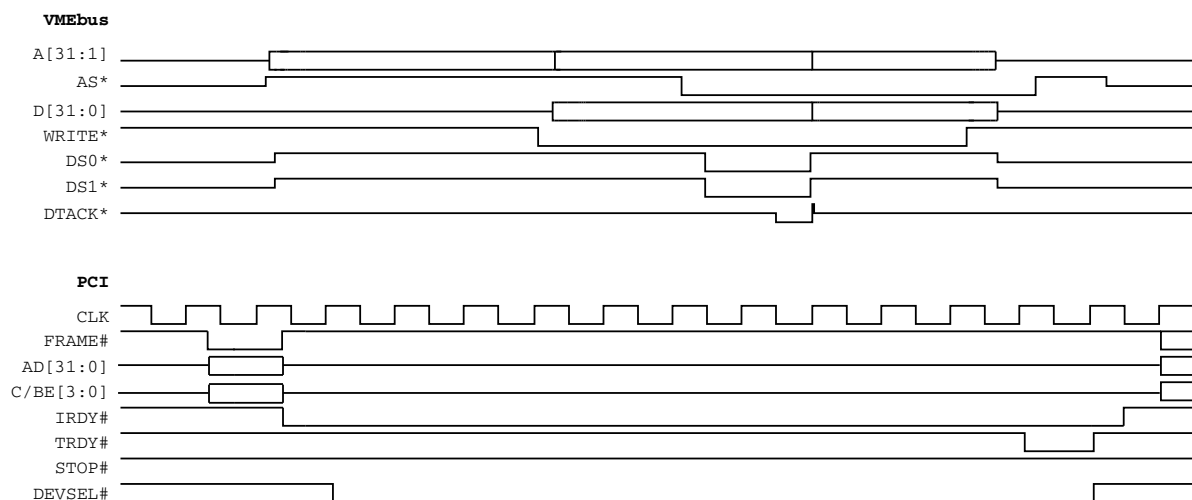 VMEbus
A[31:1]
AS*
D[31:0]
WRITE*
DS0*
DS1*
DTACK*
PCI
CLK
FRAME#
AD[31:0]
C/BE[3:0]
IRDY#
TRDY#
STOP#
DEVSEL#